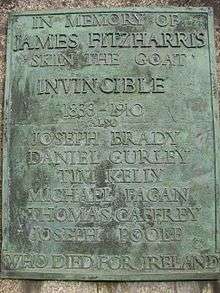 IN MEMORY OF
JAMES FITZHARRIS
SKIN THE GOAT
INVINCIBLE
1833-1910
ALSO
JOSEPH BRADY
DANIEL CURLEY
TIM KELLY
MICHAEL FAGAN
THOMAS CAFFREY
JOSEPH POOLE
WHO DIED FOR IRELAND